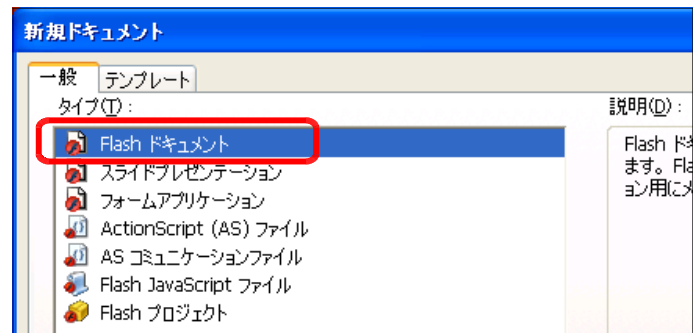 新規ドキュメント
一般 テンプレート
タイプ(T) :
説明(D) :
Flash ドキュメント
スライドプレゼンテーション
フォームアプリケーション
ActionScript (AS) ファイル
AS コミュニケーションファイル
Flash JavaScript ファイル
Flash プロジェクト
Flash ドキ
ます。Fla
ョン用にメ